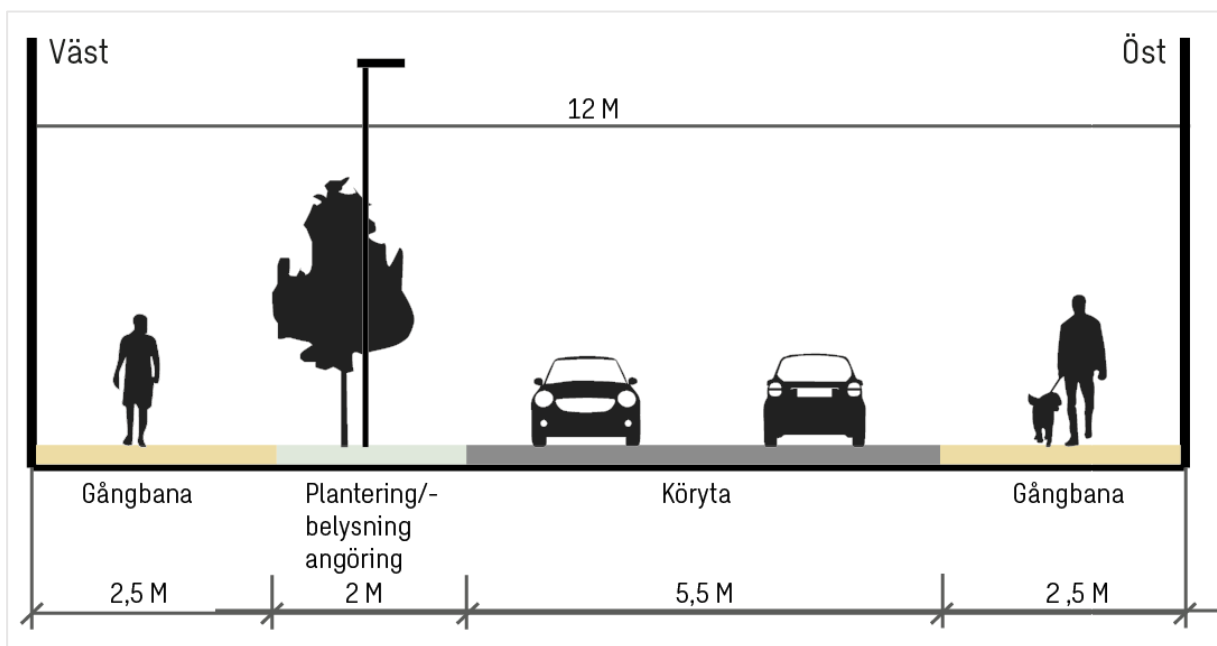 Väst
Öst
12 M
Gångbana
Plantering/-
belysning
angöring
Köryta
Gångbana
2,5 M
2 M
5,5 M
2 ,5 M